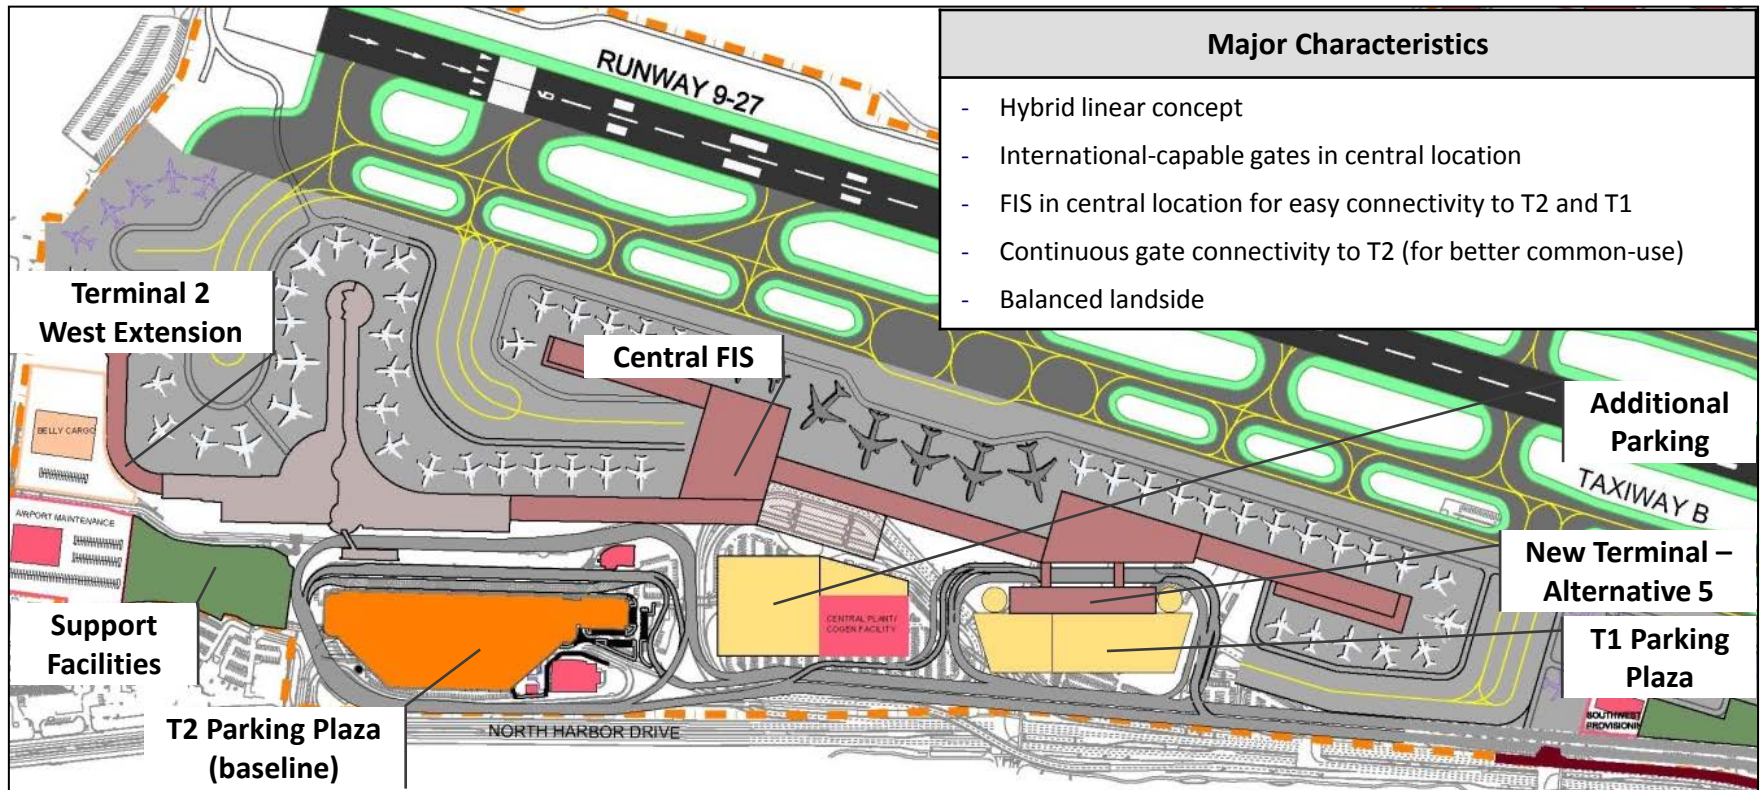 Major Characteristics
- Hybrid linear concept
- International-capable gates in central location
- FIS in central location for easy connectivity to T2 and T1
- Continuous gate connectivity to T2 (for better common-use)
- Balanced landside
RUNWAY 9-27
Terminal 2
West Extension
Central FIS
Additional
Parking
BELLY CARGO
TAXIWAY B
AIRPORT MAINTENANCE
New Terminal –
Alternative 5
Support
Facilities
CENTRAL PLANT/
COGEN FACILITY
T1 Parking
Plaza
T2 Parking Plaza
(baseline)
NORTH HARBOR DRIVE
SOUTHWEST
PROVISIONIN